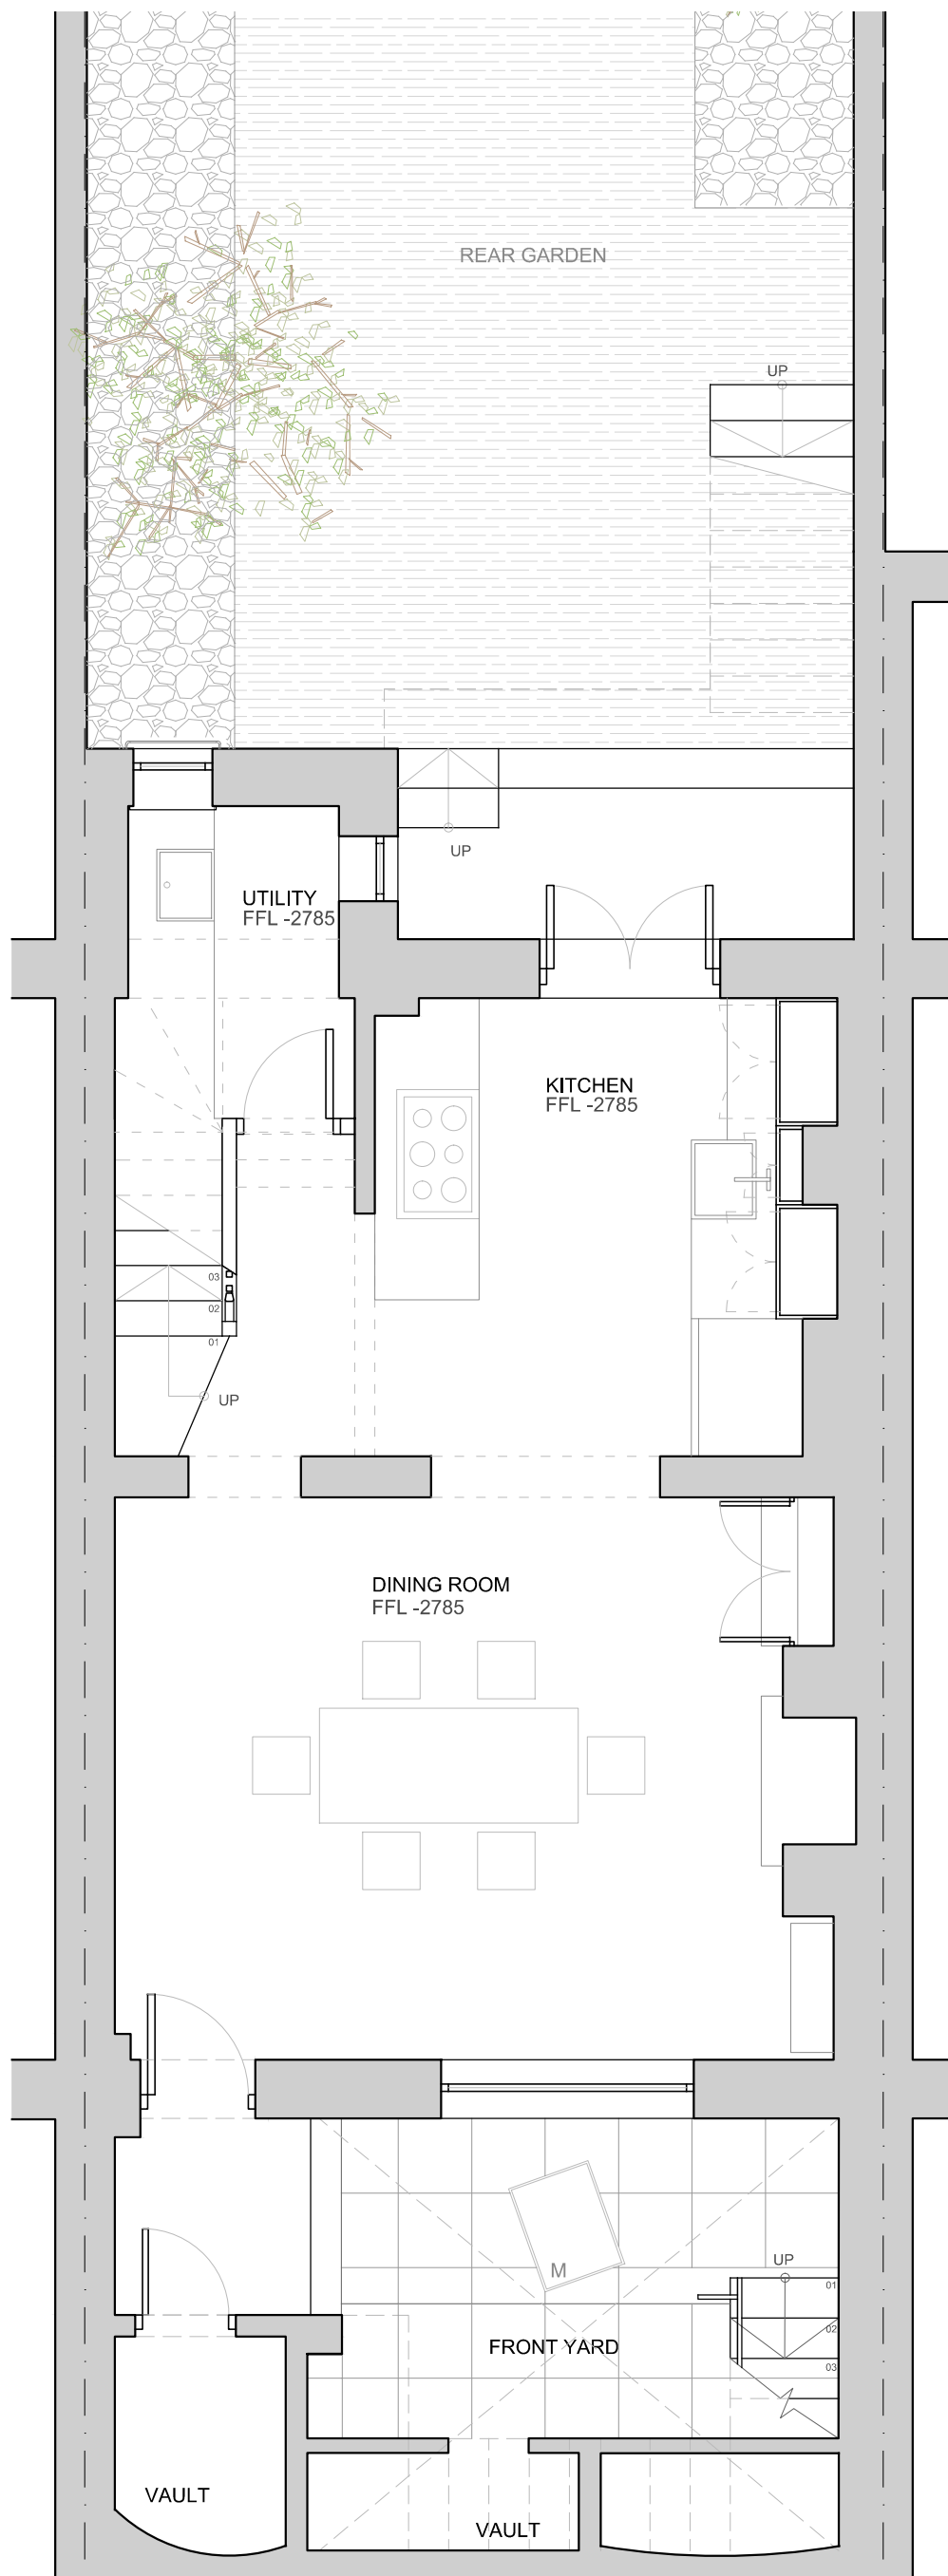 REAR GARDEN
UP
UP
UTILITY
FFL -2785
KITCHEN
FFL -2785
03
02
01
UP
DINING ROOM
FFL -2785
M
UP
01
02
03
FRONT YARD
VAULT
VAULT